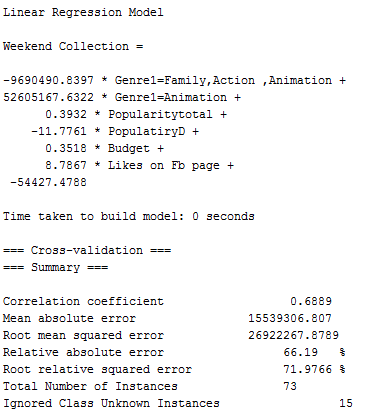 Linear Regression Model
Weekend Collection =
-9690490.8397 * Genre1=Family,Action ,Animation +
52605167.6322 * Genre1=Animation +
0.3932 * Popularitytotal +
-11.7761 * PopulatiryD +
0.3518 * Budget +
8.7867 * Likes on Fb page +
-54427.4788
Time taken to build model: 0 seconds
=== Cross-validation ===
=== Summary ===
Correlation coefficient 0.6889
Mean absolute error 15539306.807
Root mean squared error 26922267.8789
Relative absolute error 66.19 %
Root relative squared error 71.9766 %
Total Number of Instances 73
Ignored Class Unknown Instances 15